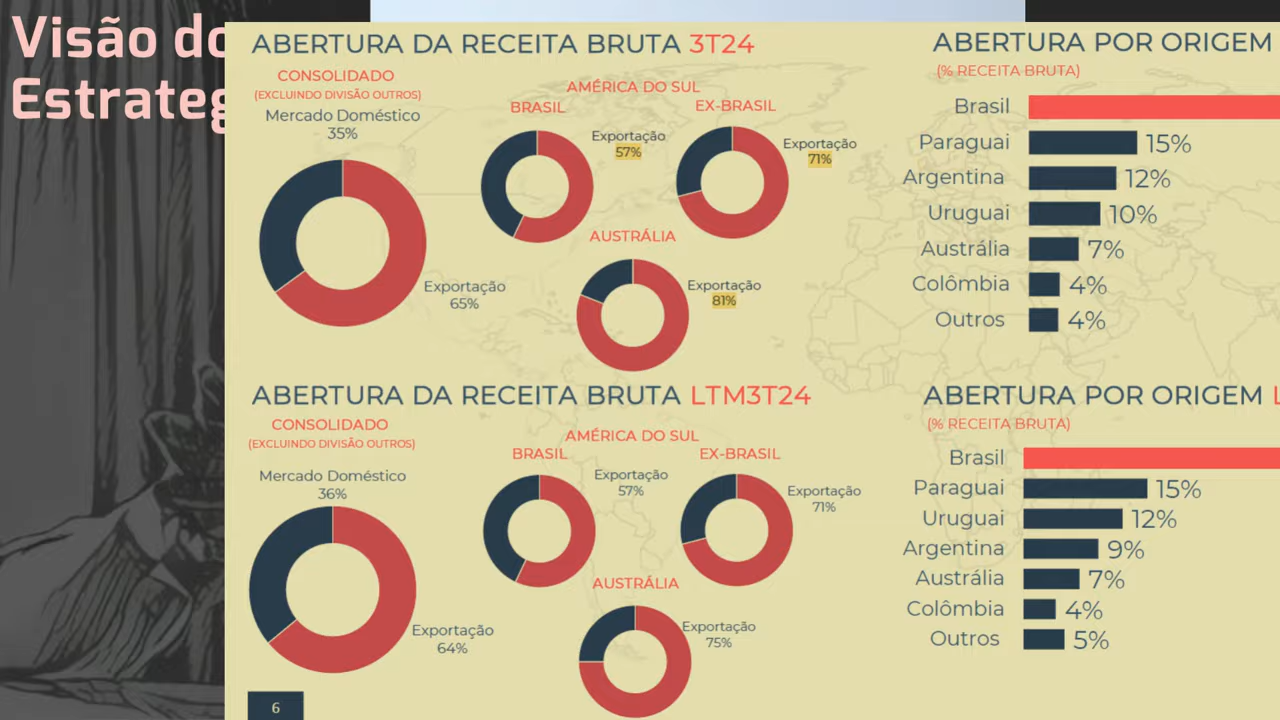 Visão do
Estrateg
ABERTURA DA RECEITA BRUTA 3T24
CONSOLIDADO
(EXCLUINDO DIVISÃO OUTROS)
Mercado Doméstico
35%
Exportação
65%
AMÉRICA DO SUL
BRASIL
Exportação
57%
EX-BRASIL
Exportação
71%
AUSTRÁLIA
Exportação
81%
ABERTURA POR ORIGEM
(% RECEITA BRUTA)
Brasil
Paraguai 15%
Argentina 12%
Uruguai 10%
Austrália 7%
Colômbia 4%
Outros 4%
ABERTURA DA RECEITA BRUTA LTM3T24
CONSOLIDADO
(EXCLUINDO DIVISÃO OUTROS)
Mercado Doméstico
36%
Exportação
64%
AMÉRICA DO SUL
BRASIL
Exportação
57%
EX-BRASIL
Exportação
71%
AUSTRÁLIA
Exportação
75%
ABERTURA POR ORIGEM L
(% RECEITA BRUTA)
Brasil
Paraguai 15%
Uruguai 12%
Argentina 9%
Austrália 7%
Colômbia 4%
Outros 5%
6